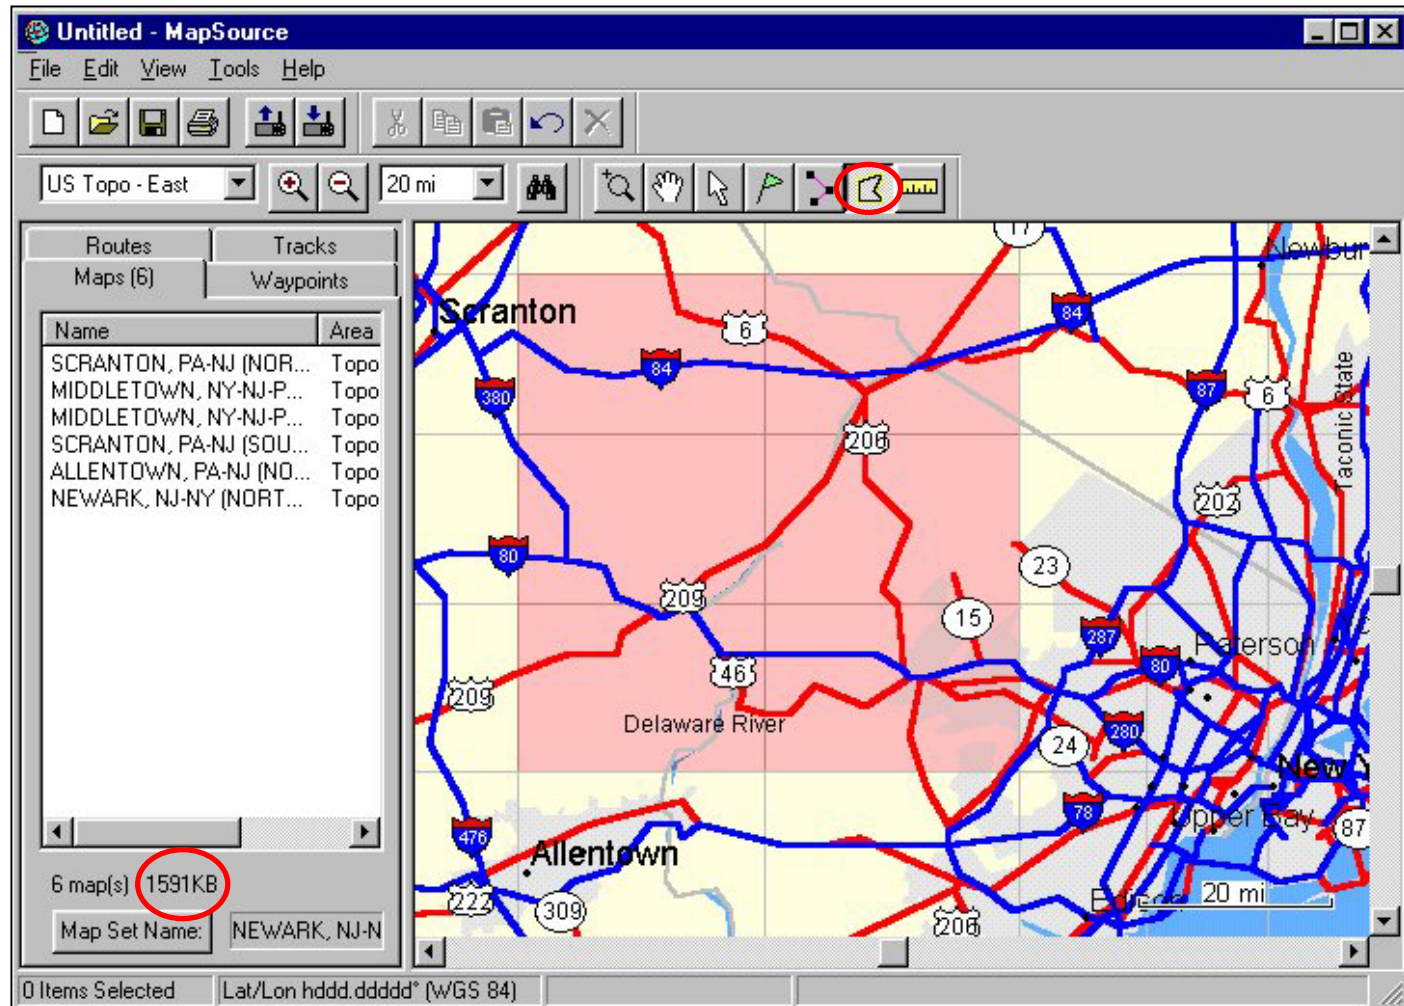 Untitled - MapSource
File Edit View Tools Help
US Topo - East 20 mi
Routes Tracks
Maps (6) Waypoints
Name Area
SCRANTON, PA-NJ (NOR... Topo
MIDDLETOWN, NY-NJ-P... Topo
MIDDLETOWN, NY-NJ-P... Topo
SCRANTON, PA-NJ (SOU... Topo
ALLENTOWN, PA-NJ (NO... Topo
NEWARK, NJ-NY (NORT... Topo
6 map(s) 1591KB
Map Set Name: NEWARK, NJ-N
0 Items Selected Lat/Lon hddd.ddddd° (WGS 84)
17
Newbur
Scranton
6
84
84
380
87
6
Taconic State
206
202
80
23
209
15
287
Paterson
80
46
209
Delaware River
24
280
New Y
78
Upper Bay
87
476
Allentown
222
309
20 mi
206